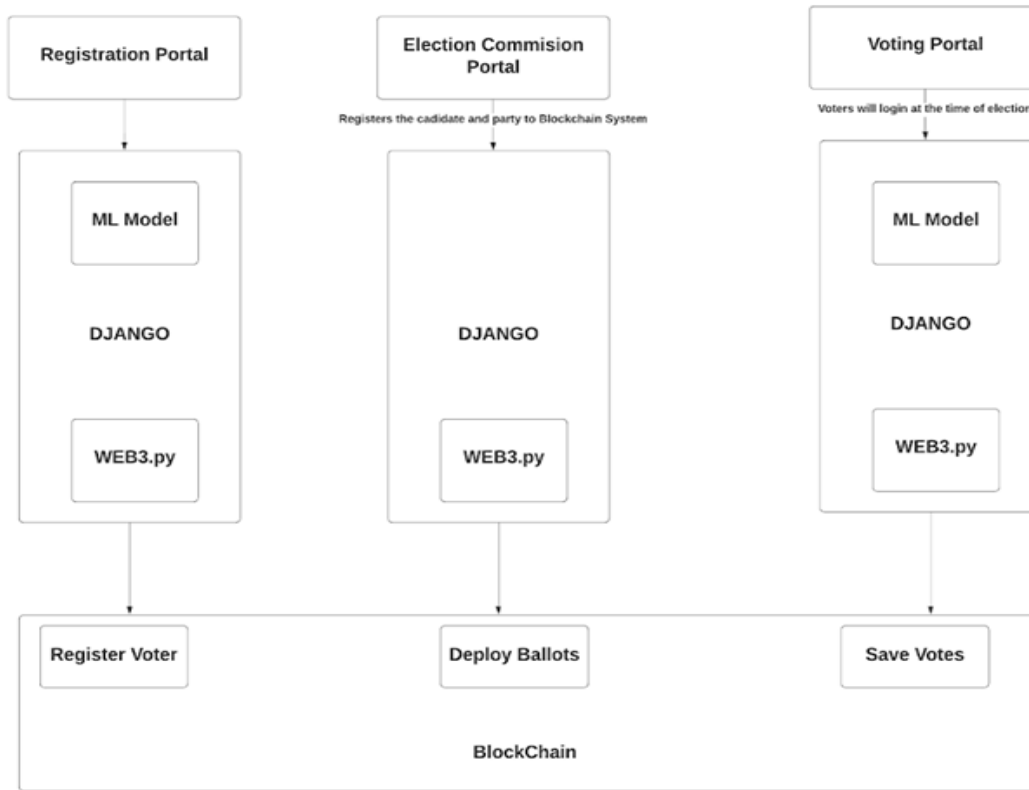 Registration Portal
Election Commision
Portal
Voting Portal
Registers the cadidate and party to Blockchain System
Voters will login at the time of election
ML Model
ML Model
DJANGO
DJANGO
DJANGO
WEB3.py
WEB3.py
WEB3.py
Register Voter
Deploy Ballots
Save Votes
BlockChain